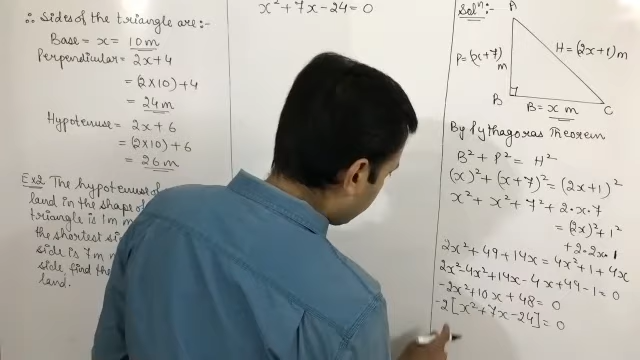 ∴ Sides of the triangle are:-
Base = x = 10m
Perpendicular = 2x+4
= (2×10)+4
= 24m
Hypotenuse = 2x+6
= (2×10)+6
= 26m
Ex2 The hypotenuse of
land in the shape of
triangle is 1m m
the shortest si
side is 7m m
side, find the
land.
x²+7x-24=0
Solⁿ:-
A
P=(x+7)m
H=(2x+1)m
B
B = x m
C
By Pythagoras Theorem
B²+P²= H²
(x)²+(x+7)²=(2x+1)²
x²+x²+7²+2·x·7
=(2x)²+1²
+2·2x·1
2x²+49+14x=4x²+1+4x
2x²-4x²+14x-4x+49-1=0
-2x²+10x+48=0
-2[x²+7x-24]=0